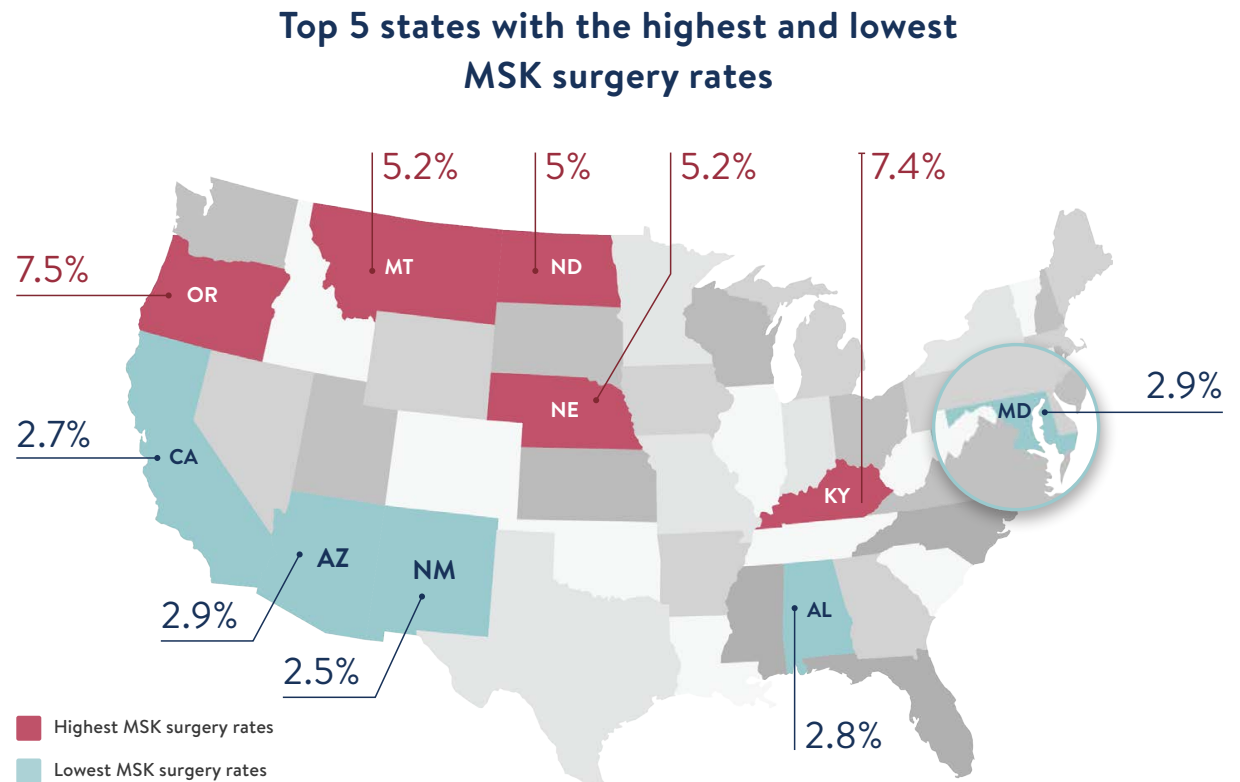 Top 5 states with the highest and lowest
MSK surgery rates
5.2%
5%
5.2%
7.4%
MT
ND
7.5%
OR
NE
2.9%
MD
2.7%
CA
KY
AZ
NM
2.9%
AL
2.5%
2.8%
Highest MSK surgery rates
Lowest MSK surgery rates